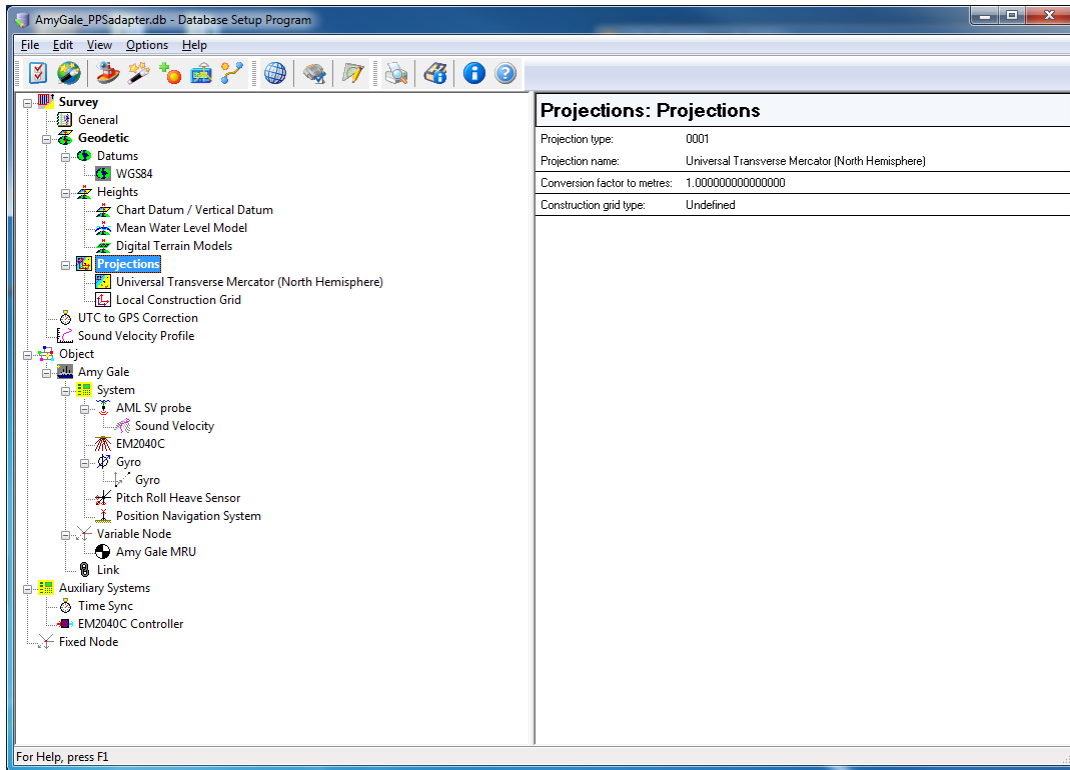 AmyGale_PPSadapter.db - Database Setup Program
File Edit View Options Help
Survey
General
Geodetic
Datums
WGS84
Heights
Chart Datum / Vertical Datum
Mean Water Level Model
Digital Terrain Models
Projections
Universal Transverse Mercator (North Hemisphere)
Local Construction Grid
UTC to GPS Correction
Sound Velocity Profile
Object
Amy Gale
System
AML SV probe
Sound Velocity
EM2040C
Gyro
Gyro
Pitch Roll Heave Sensor
Position Navigation System
Variable Node
Amy Gale MRU
Link
Auxiliary Systems
Time Sync
EM2040C Controller
Fixed Node
Projections: Projections
Projection type: 0001
Projection name: Universal Transverse Mercator (North Hemisphere)
Conversion factor to metres: 1.000000000000000
Construction grid type: Undefined
For Help, press F1